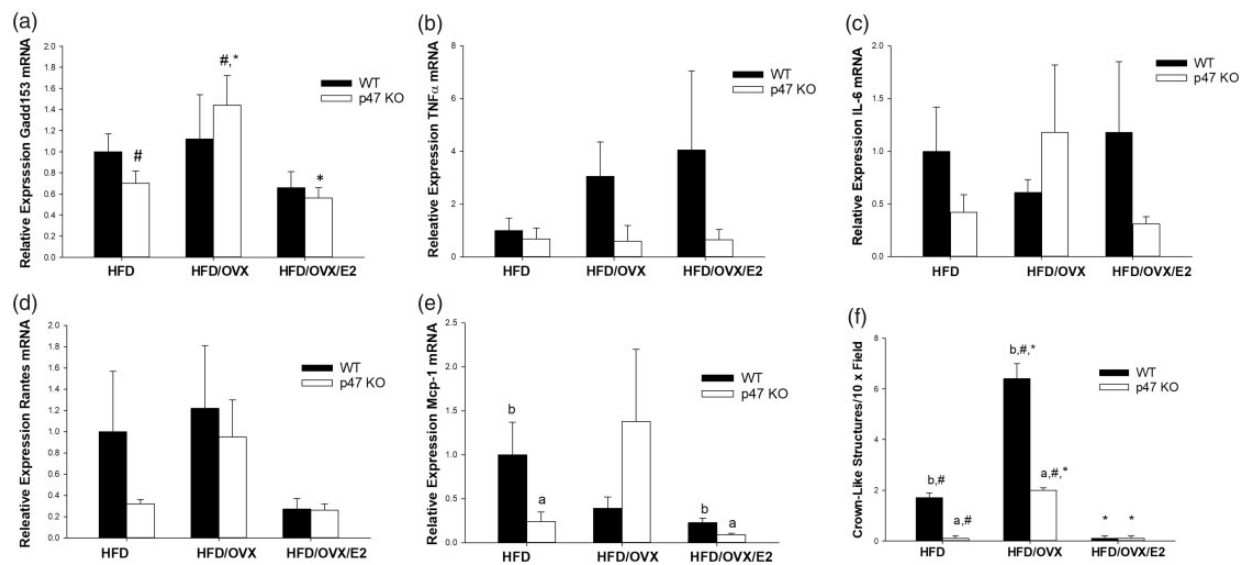 (a)
Relative Exprsssion Gadd153 mRNA
2.0
1.8
1.6
1.4
1.2
1.0
0.8
0.6
0.4
0.2
0.0
#
#,*
*
WT
p47 KO
HFD
HFD/OVX
HFD/OVX/E2
(b)
Releative Expression TNFα mRNA
8
6
4
2
0
WT
p47 KO
HFD
HFD/OVX
HFD/OVX/E2
(c)
Relative Expression IL-6 mRNA
2.0
1.5
1.0
0.5
0.0
WT
p47 KO
HFD
HFD/OVX
HFD/OVX/E2
(d)
Relative Expression Rantes mRNA
2.0
1.8
1.6
1.4
1.2
1.0
0.8
0.6
0.4
0.2
0.0
WT
p47 KO
HFD
HFD/OVX
HFD/OVX/E2
(e)
Relative Expression Mcp-1 mRNA
2.5
2.0
1.5
1.0
0.5
0.0
b
a
b
a
WT
p47 KO
HFD
HFD/OVX
HFD/OVX/E2
(f)
Crown-Like Structures/10 x Field
8
6
4
2
0
b,#
a,#
b,#,*
a,#,*
*
*
WT
p47 KO
HFD
HFD/OVX
HFD/OVX/E2